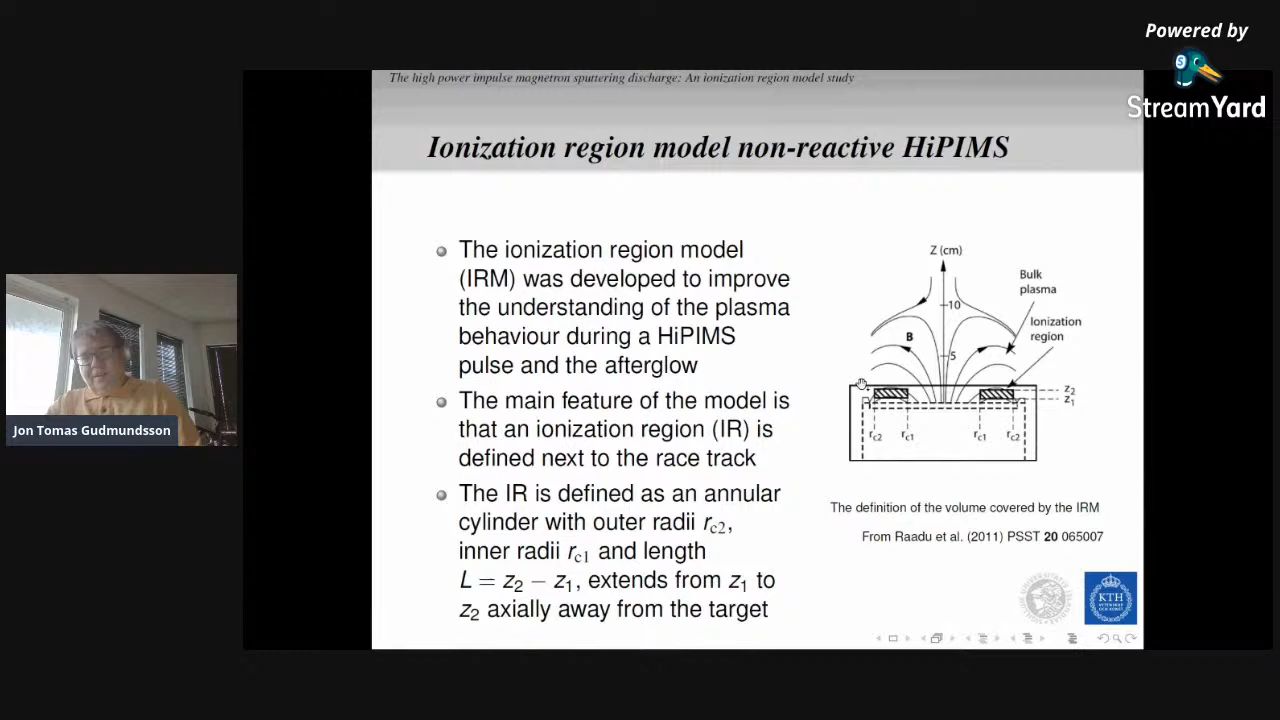 Powered by
StreamYard
The high power impulse magnetron sputtering discharge: An ionization region model study
Ionization region model non-reactive HiPIMS
The ionization region model
(IRM) was developed to improve
the understanding of the plasma
behaviour during a HiPIMS
pulse and the afterglow
The main feature of the model is
that an ionization region (IR) is
defined next to the race track
The IR is defined as an annular
cylinder with outer radii rc2,
inner radii rc1 and length
L = z2 − z1, extends from z1 to
z2 axially away from the target
Z (cm)
Bulk
plasma
10
Ionization
region
B
5
z2
z1
rc2 rc1 rc1 rc2
The definition of the volume covered by the IRM
From Raadu et al. (2011) PSST 20 065007
KTH
Jon Tomas Gudmundsson